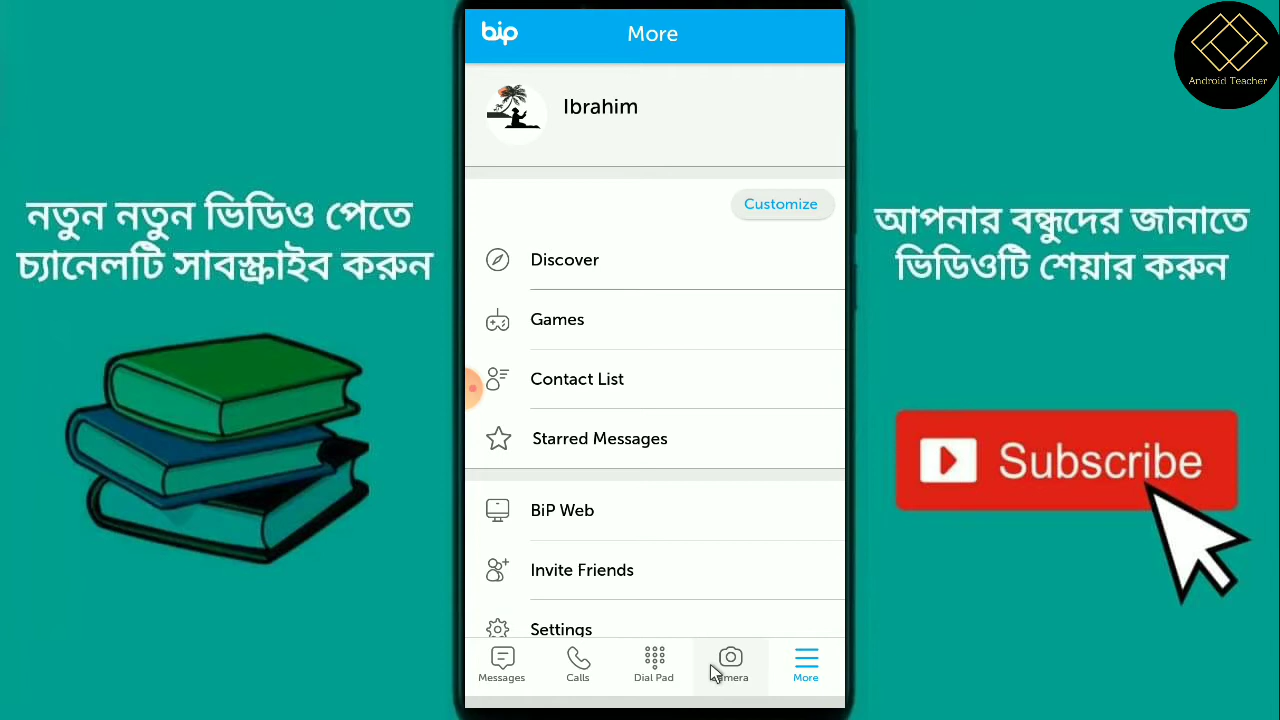 bip
More
Android Teacher
Ibrahim
Customize
নতুন নতুন ভিডিও পেতে
চ্যানেলটি সাবস্ক্রাইব করুন
আপনার বন্ধুদের জানাতে
ভিডিওটি শেয়ার করুন
Discover
Games
Contact List
Starred Messages
Subscribe
BiP Web
Invite Friends
Settings
Messages
Calls
Dial Pad
Camera
More